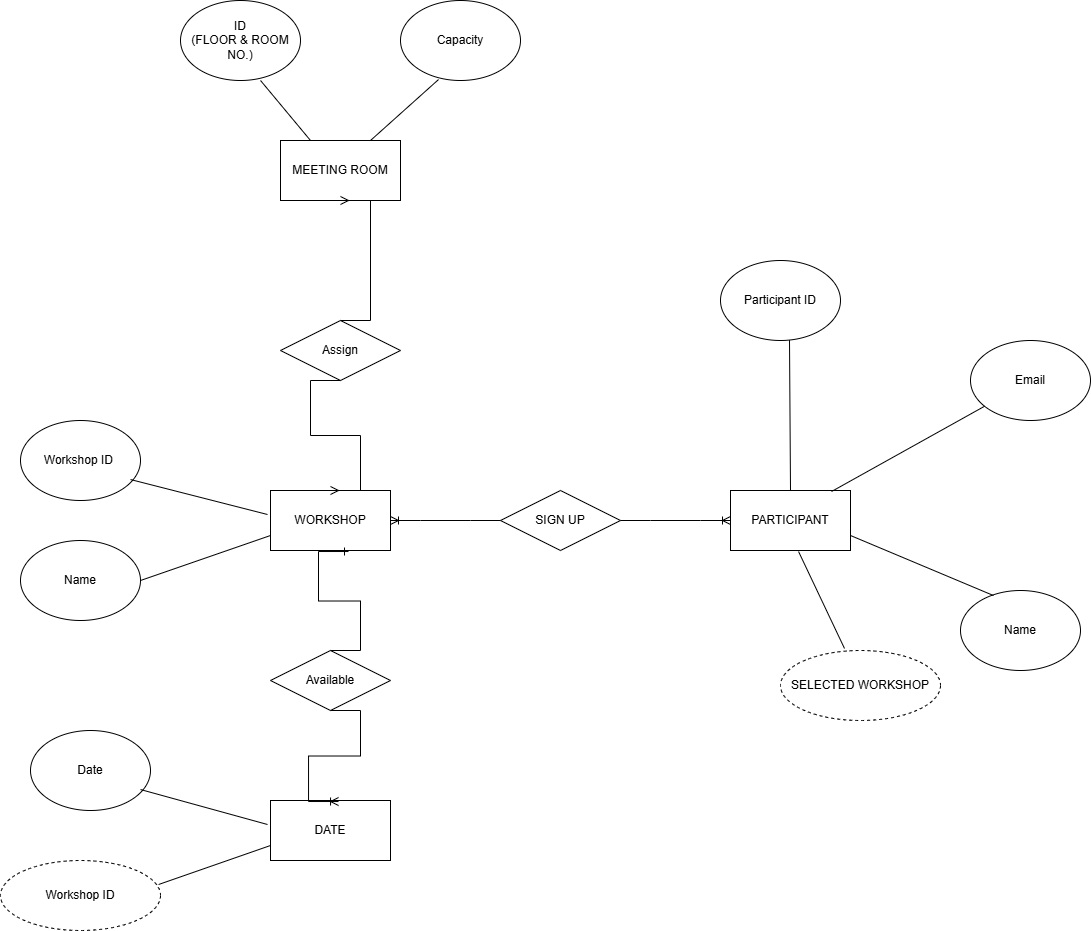 ID
(FLOOR & ROOM
NO.)
Capacity
MEETING ROOM
Assign
Participant ID
Email
Workshop ID
WORKSHOP
SIGN UP
PARTICIPANT
Name
Name
SELECTED WORKSHOP
Available
Date
DATE
Workshop ID